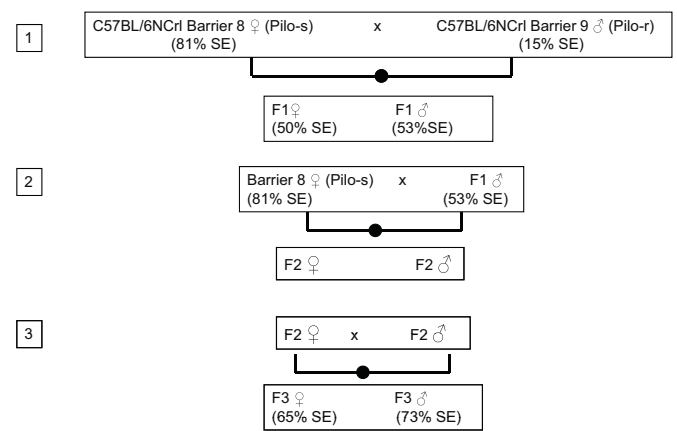 1
C57BL/6NCrl Barrier 8 ♀ (Pilo-s) x C57BL/6NCrl Barrier 9 ♂ (Pilo-r)
(81% SE) (15% SE)
F1♀ F1 ♂
(50% SE) (53%SE)
2
Barrier 8 ♀ (Pilo-s) x F1 ♂
(81% SE) (53% SE)
F2 ♀ F2 ♂
3
F2 ♀ x F2 ♂
F3 ♀ F3 ♂
(65% SE) (73% SE)